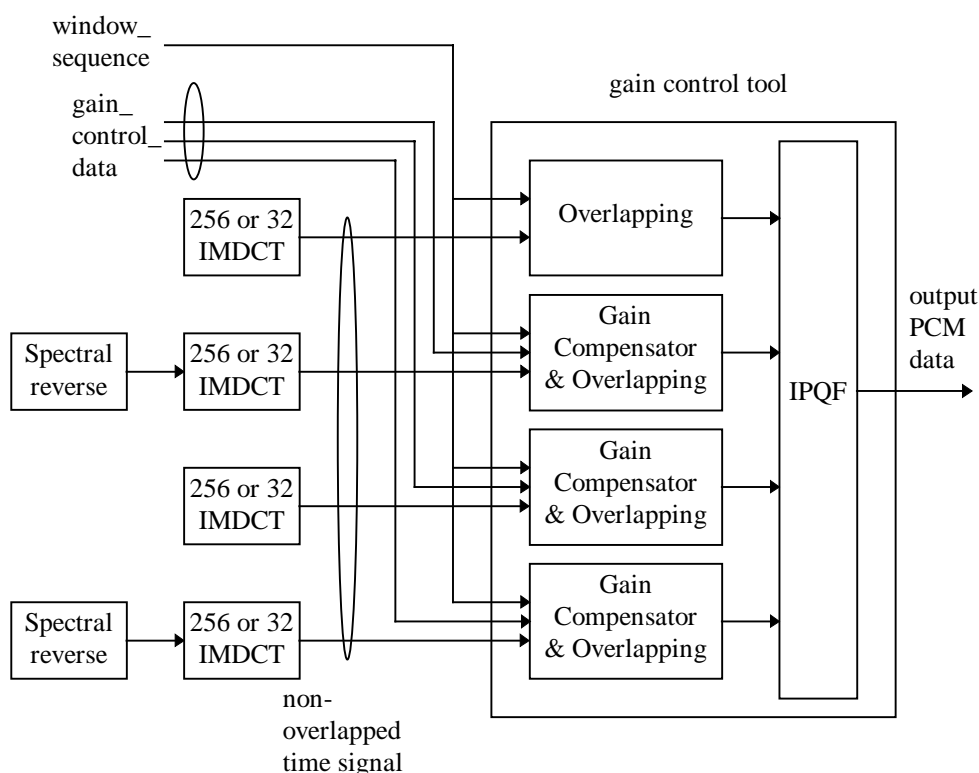 window_
sequence
gain control tool
gain_
control_
data
256 or 32
IMDCT
Overlapping
output
PCM
data
Spectral
reverse
256 or 32
IMDCT
Gain
Compensator
& Overlapping
IPQF
256 or 32
IMDCT
Gain
Compensator
& Overlapping
Spectral
reverse
256 or 32
IMDCT
Gain
Compensator
& Overlapping
non-
overlapped
time signal